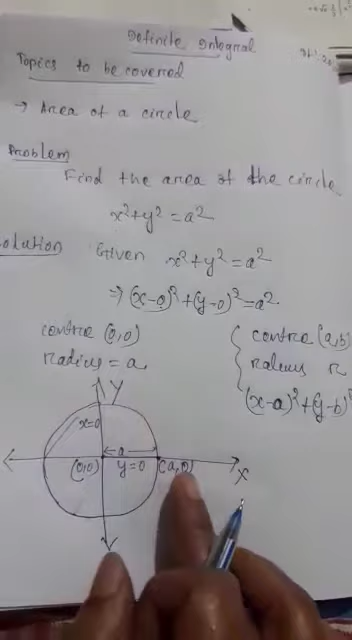 Definite Integral
Topics to be covered
→ Area of a circle
Problem
Find the area of the circle
x²+y²=a²
Solution Given x²+y²=a²
⇒ (x-0)²+(y-0)²=a²
centre (0,0)
radius = a
centre (a,b)
radius r
(x-a)²+(y-b)²
Y
x=0
a
(0,0) y=0 (a,0)
X